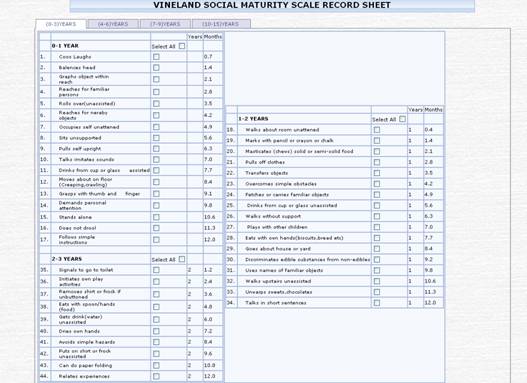 VINELAND SOCIAL MATURITY SCALE RECORD SHEET
(0-3)YEARS (4-6)YEARS (7-9)YEARS (10-15)YEARS
Years Months
0-1 YEAR Select All
1. Coos Laughs 0.7
2. Balances head 1.4
3. Graphs object within
reach 2.1
4. Reaches for familiar
persons 2.8
5. Rolls over(unassisted) 3.5
6. Reaches for nereby
objects 4.2
7. Occupies self unattended 4.9
8. Sits unsupported 5.6
9. Pulls self upright 6.3
10. Talks imitates sounds 7.0
11. Drinks from cup or glass assisted 7.7
12. Moves about on floor
(Creeping,crawling) 8.4
13. Grasps with thumb and finger 9.1
14. Demands personal
attention 9.8
15. Stands alone 10.6
16. Does not drool 11.3
17. Follows simple
instructions 12.0
2-3 YEARS Select All
35. Signals to go to toilet 2 1.2
36. Initiates own play
activities 2 2.4
37. Removes shirt or frock if
unbuttoned 2 3.6
38. Eats with spoon/hands
(food) 2 4.8
39. Gets drink(water)
unassisted 2 6.0
40. Dries own hands 2 7.2
41. Avoids simple hazards 2 8.4
42. Puts on shirt or frock
unassisted 2 9.6
43. Can do paper folding 2 10.8
44. Relates experiences 2 12.0
Years Months
1-2 YEARS Select All
18. Walks about room unattened 1 0.4
19. Marks with pencil or crayon or chalk 1 1.4
20. Masticates (chews) solid or semi-solid food 1 2.1
21. Pulls off clothes 1 2.8
22. Transfers objects 1 3.5
23. Overcomes simple obstacles 1 4.2
24. Fetches or carries familiar objects 1 4.9
25. Drinks from cup or glass unassisted 1 5.6
26. Walks without support 1 6.3
27. Plays with other children 1 7.0
28. Eats with own hands(biscuits,bread etc) 1 7.7
29. Goes about house or yard 1 8.4
30. Discriminates edible substances from non-edibles 1 9.2
31. Uses names of familiar objects 1 9.8
32. Walks upstairs unassisted 1 10.6
33. Unwraps sweets,chocolates 1 11.3
34. Talks in short sentences 1 12.0